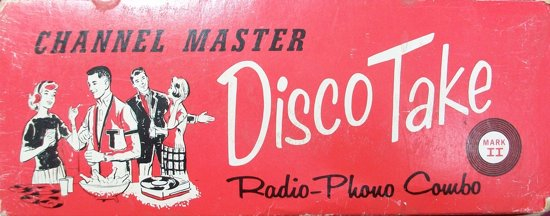 CHANNEL MASTER
Disco Take
MARK
II
Radio-Phono Combo